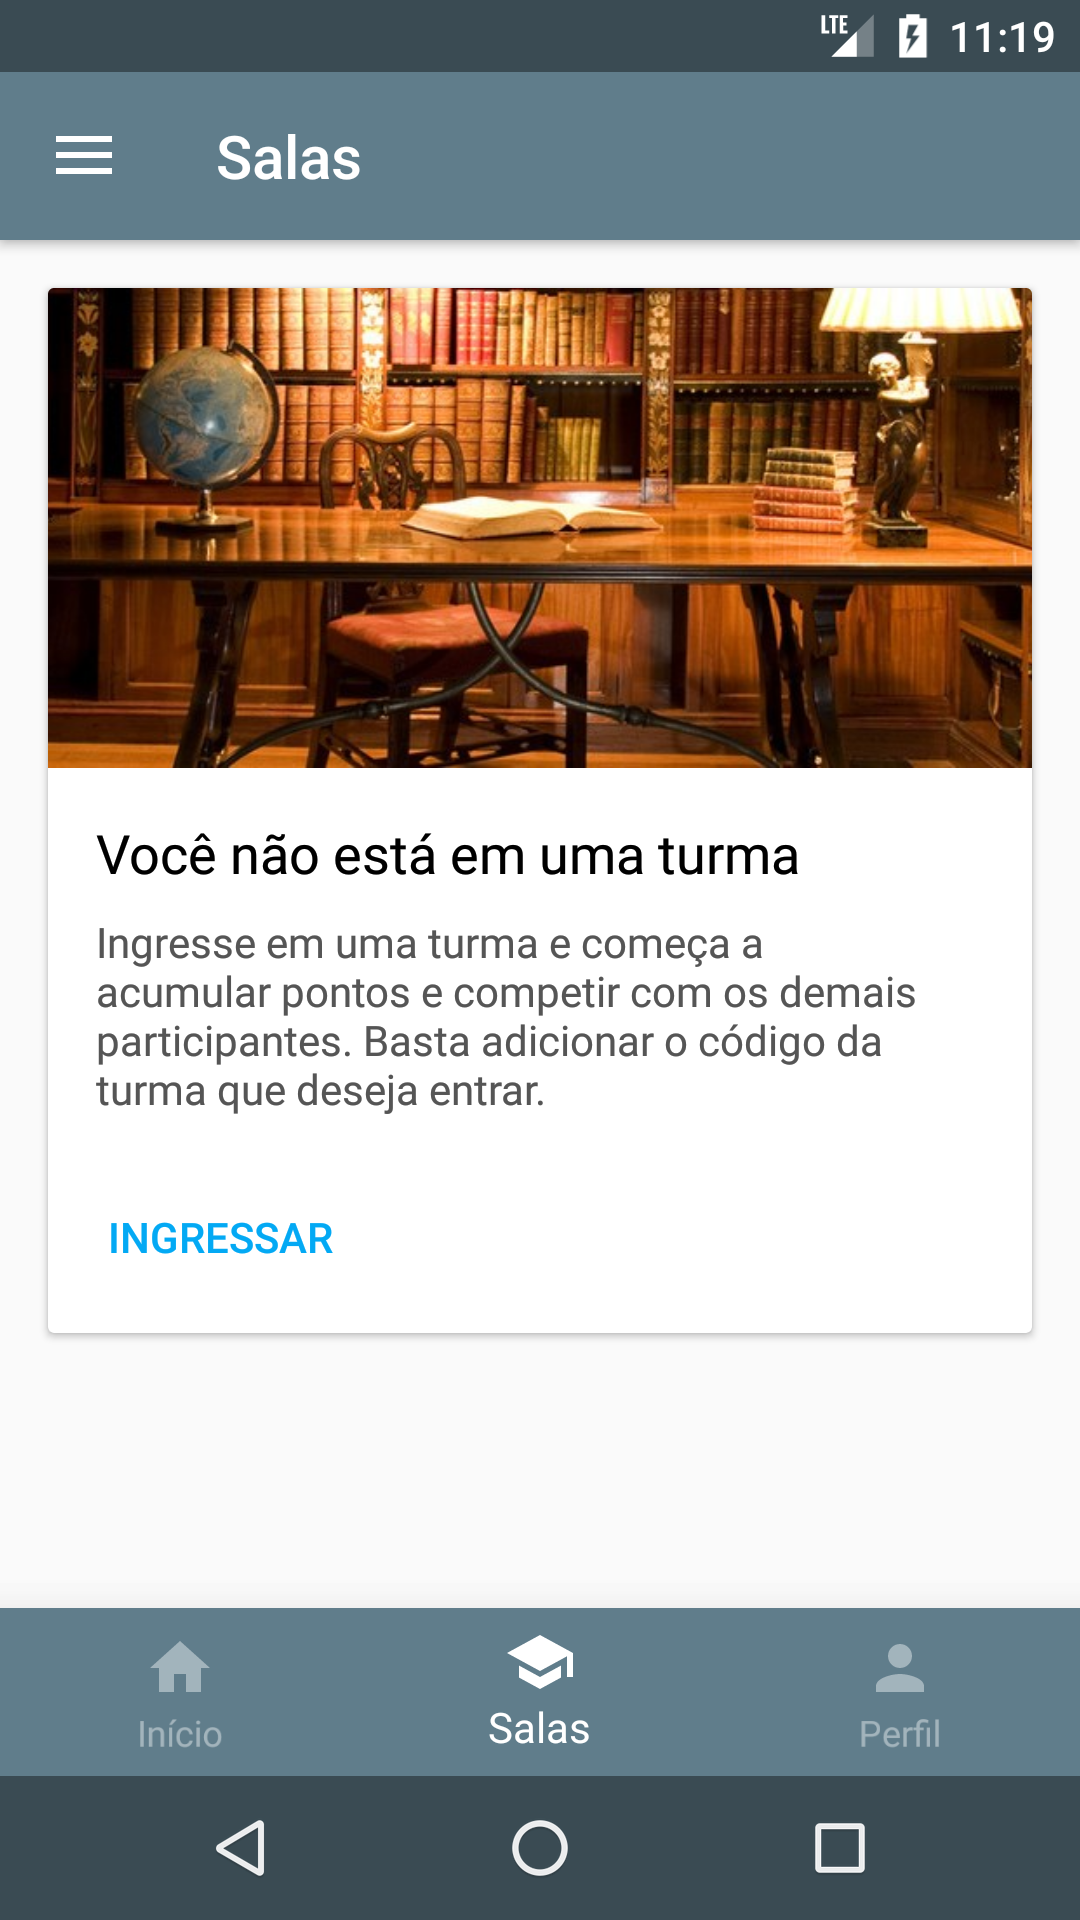 LTE 11:19
Salas
Você não está em uma turma
Ingresse em uma turma e começa a
acumular pontos e competir com os demais
participantes. Basta adicionar o código da
turma que deseja entrar.
INGRESSAR
Início Salas Perfil